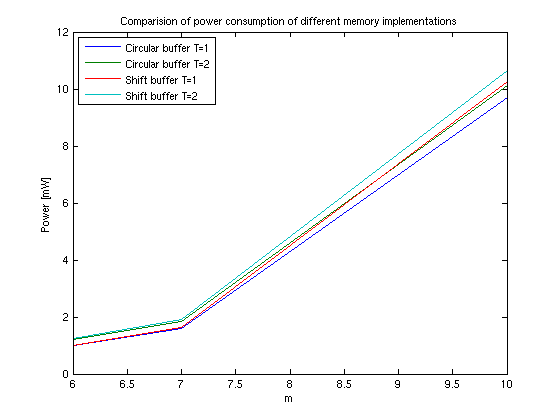 Comparision of power consumption of different memory implementations
12
Circular buffer T=1
Circular buffer T=2
Shift buffer T=1
Shift buffer T=2
10
8
6
4
2
0
Power [mW]
6 6.5 7 7.5 8 8.5 9 9.5 10
m